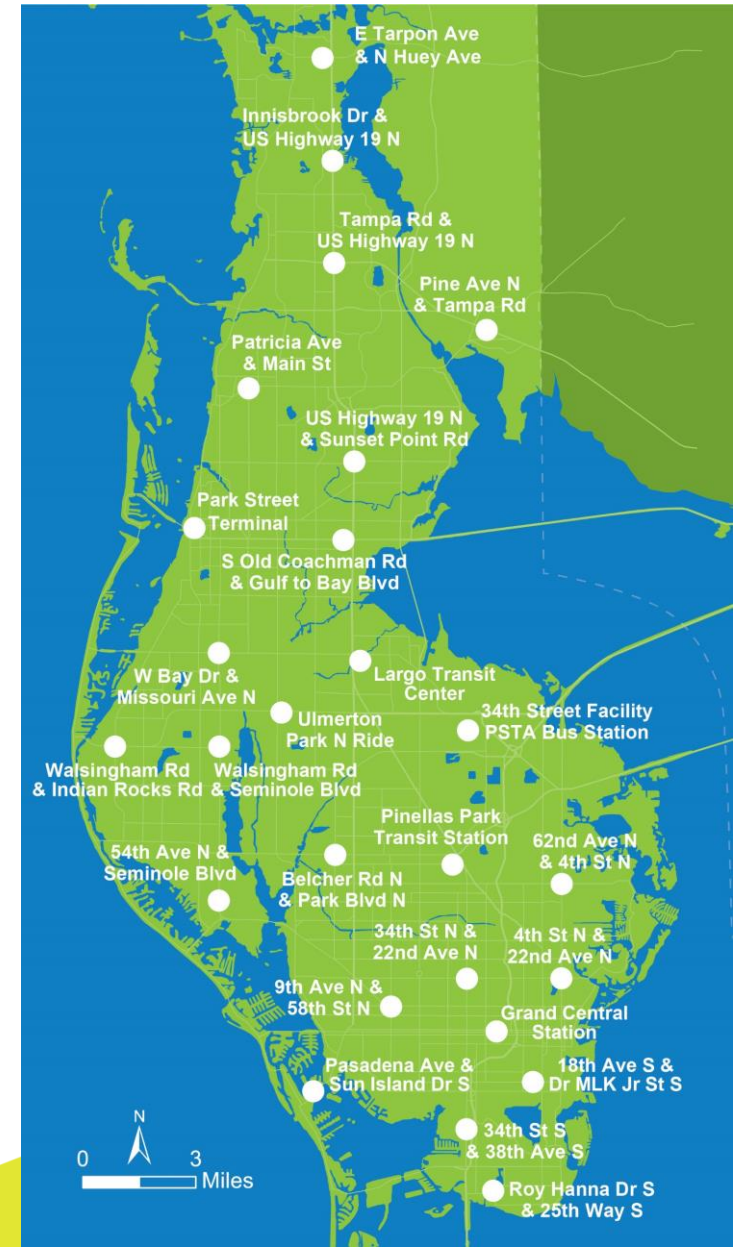 E Tarpon Ave
& N Huey Ave
Innisbrook Dr &
US Highway 19 N
Tampa Rd &
US Highway 19 N
Pine Ave N
& Tampa Rd
Patricia Ave
& Main St
US Highway 19 N
& Sunset Point Rd
Park Street
Terminal
S Old Coachman Rd
& Gulf to Bay Blvd
W Bay Dr &
Missouri Ave N
Largo Transit
Center
Ulmerton
Park N Ride
34th Street Facility
PSTA Bus Station
Walsingham Rd
& Indian Rocks Rd
Walsingham Rd
& Seminole Blvd
Pinellas Park
Transit Station
54th Ave N &
Seminole Blvd
Belcher Rd N
& Park Blvd N
62nd Ave N
& 4th St N
34th St N &
22nd Ave N
4th St N &
22nd Ave N
9th Ave N &
58th St N
Grand Central
Station
Pasadena Ave &
Sun Island Dr S
18th Ave S &
Dr MLK Jr St S
34th St S
& 38th Ave S
Roy Hanna Dr S
& 25th Way S
N
0 3
Miles